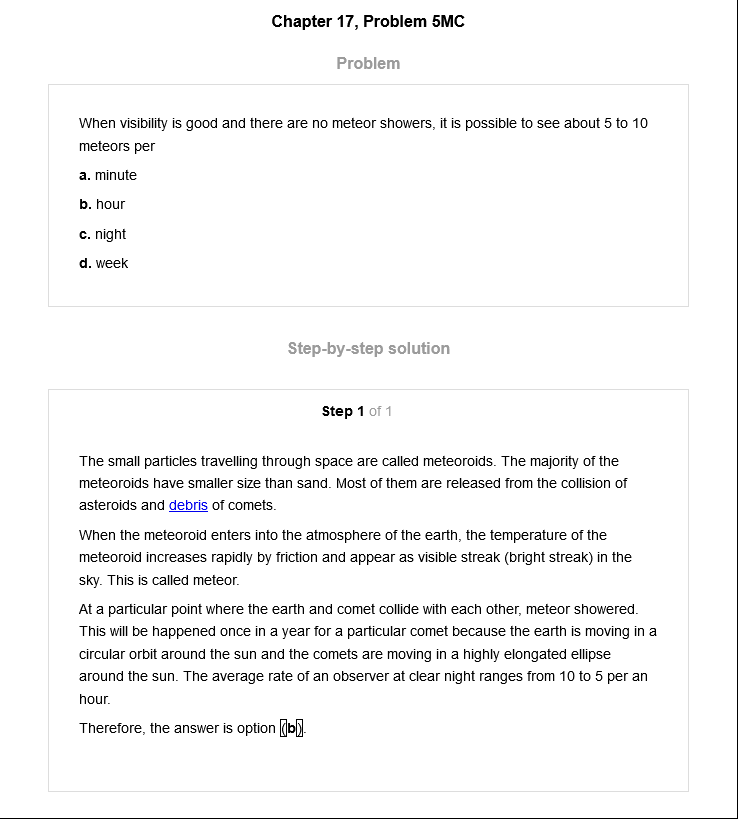 Chapter 17, Problem 5MC
Problem
When visibility is good and there are no meteor showers, it is possible to see about 5 to 10
meteors per
a. minute
b. hour
c. night
d. week
Step-by-step solution
Step 1 of 1
The small particles travelling through space are called meteoroids. The majority of the
meteoroids have smaller size than sand. Most of them are released from the collision of
asteroids and debris of comets.
When the meteoroid enters into the atmosphere of the earth, the temperature of the
meteoroid increases rapidly by friction and appear as visible streak (bright streak) in the
sky. This is called meteor.
At a particular point where the earth and comet collide with each other, meteor showered.
This will be happened once in a year for a particular comet because the earth is moving in a
circular orbit around the sun and the comets are moving in a highly elongated ellipse
around the sun. The average rate of an observer at clear night ranges from 10 to 5 per an
hour.
Therefore, the answer is option (b).